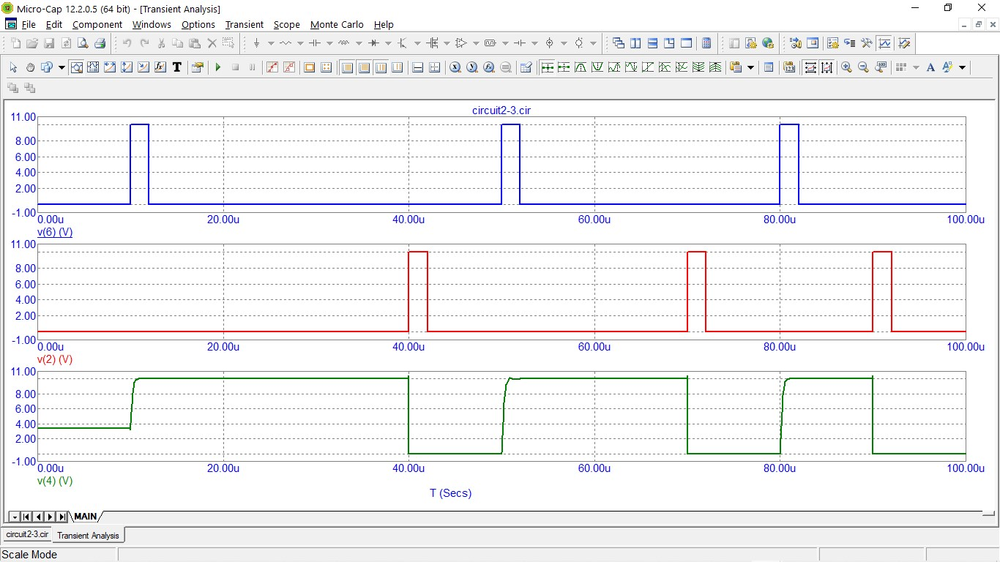 Micro-Cap 12.2.0.5 (64 bit) - [Transient Analysis]
File Edit Component Windows Options Transient Scope Monte Carlo Help
circuit2-3.cir
11.00
8.00
6.00
4.00
2.00
-1.00
0.00u 20.00u 40.00u 60.00u 80.00u 100.00u
v(6) (V)
11.00
8.00
6.00
4.00
2.00
-1.00
0.00u 20.00u 40.00u 60.00u 80.00u 100.00u
v(2) (V)
11.00
8.00
6.00
4.00
2.00
-1.00
0.00u 20.00u 40.00u 60.00u 80.00u 100.00u
v(4) (V)
T (Secs)
MAIN
circuit2-3.cir Transient Analysis
Scale Mode